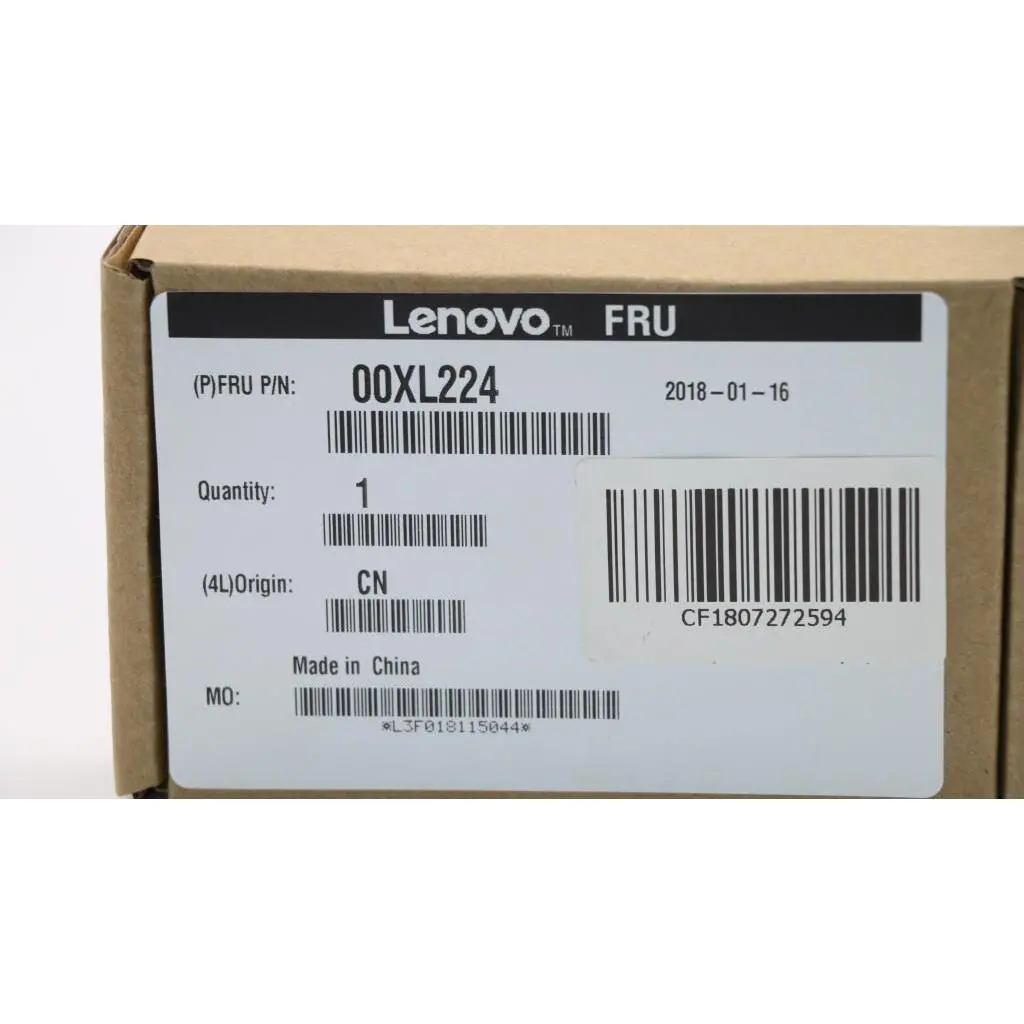 Lenovo™ FRU
(P)FRU P/N: 00XL224 2018-01-16
Quantity: 1
CF1807272594
(4L)Origin: CN
Made in China
MO:
*L3F018115044*